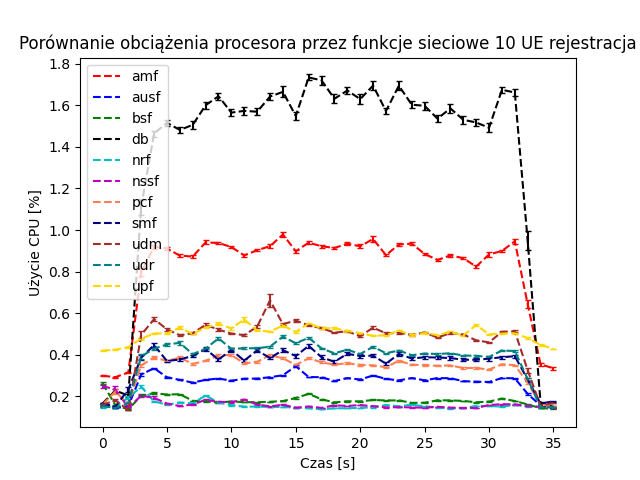 Porównanie obciążenia procesora przez funkcje sieciowe 10 UE rejestracja
1.8
1.6
1.4
1.2
1.0
0.8
0.6
0.4
0.2
Użycie CPU [%]
amf
ausf
bsf
db
nrf
nssf
pcf
smf
udm
udr
upf
0 5 10 15 20 25 30 35
Czas [s]